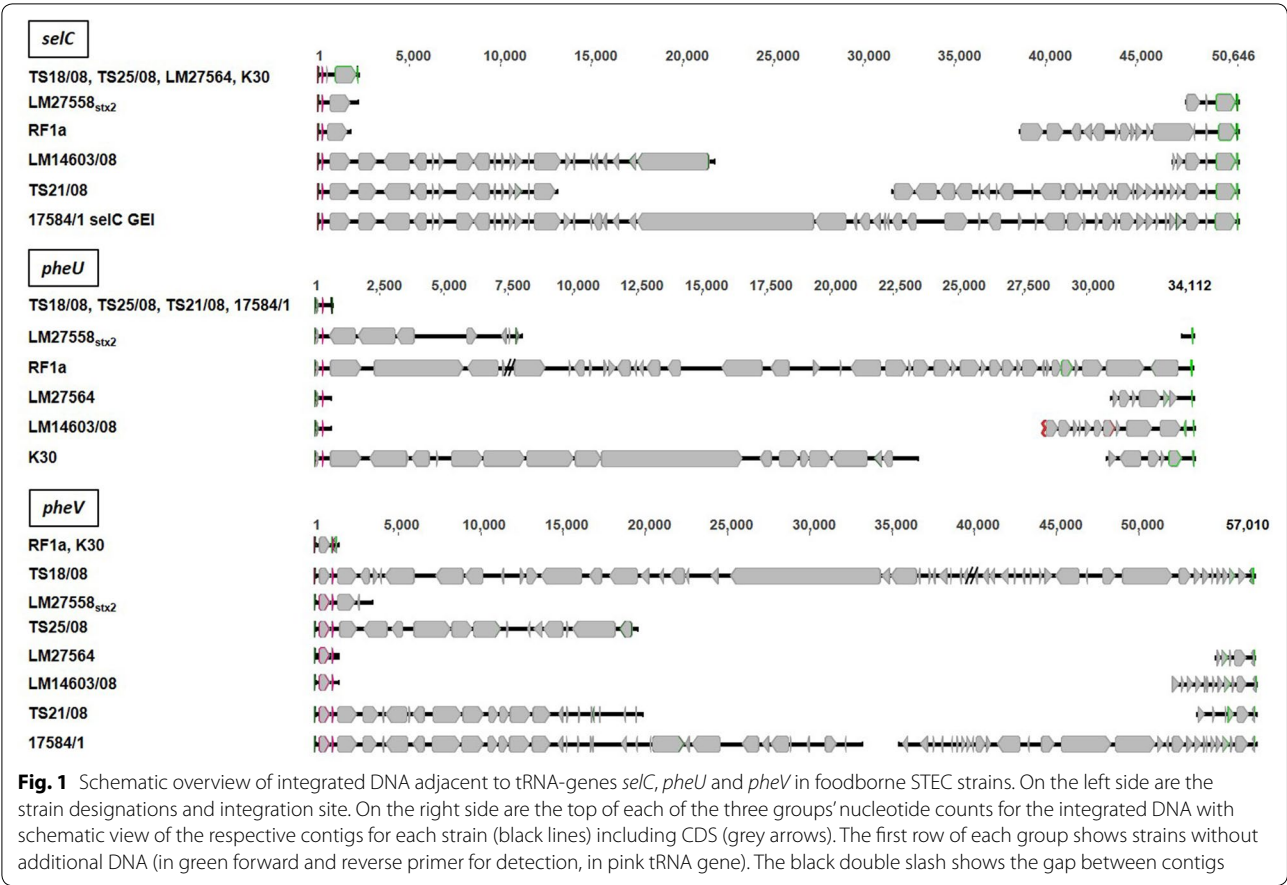 selC
1 5,000 10,000 15,000 20,000 25,000 30,000 35,000 40,000 45,000 50,646
TS18/08, TS25/08, LM27564, K30
LM27558stx2
RF1a
LM14603/08
TS21/08
17584/1 selC GEI
pheU
1 2,500 5,000 7,500 10,000 12,500 15,000 17,500 20,000 22,500 25,000 27,500 30,000 34,112
TS18/08, TS25/08, TS21/08, 17584/1
LM27558stx2
RF1a
LM27564
LM14603/08
K30
pheV
1 5,000 10,000 15,000 20,000 25,000 30,000 35,000 40,000 45,000 50,000 57,010
RF1a, K30
TS18/08
LM27558stx2
TS25/08
LM27564
LM14603/08
TS21/08
17584/1
Fig. 1 Schematic overview of integrated DNA adjacent to tRNA-genes selC, pheU and pheV in foodborne STEC strains. On the left side are the
strain designations and integration site. On the right side are the top of each of the three groups' nucleotide counts for the integrated DNA with
schematic view of the respective contigs for each strain (black lines) including CDS (grey arrows). The first row of each group shows strains without
additional DNA (in green forward and reverse primer for detection, in pink tRNA gene). The black double slash shows the gap between contigs